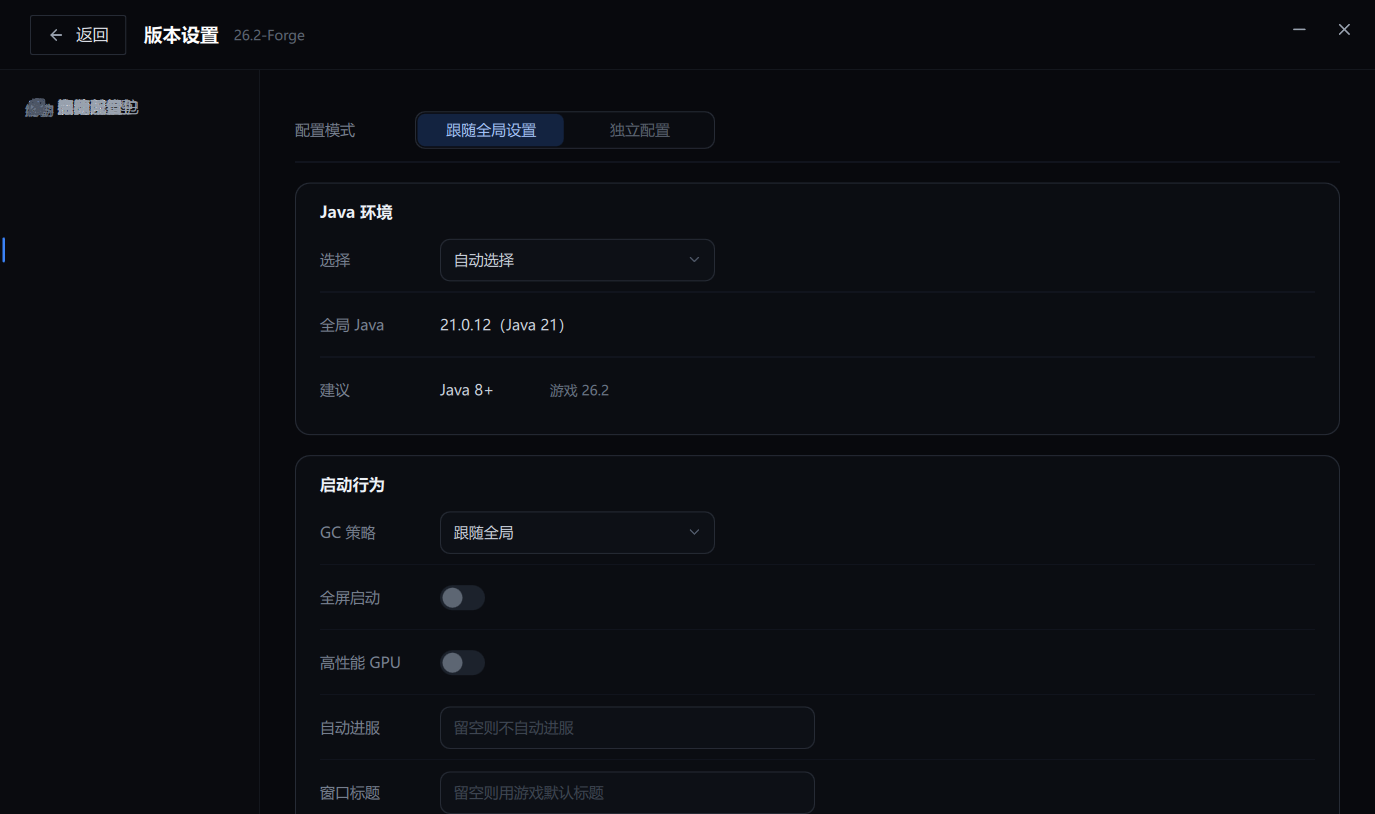 返回 版本设置 26.2-Forge
配置模式 跟随全局设置 独立配置
Java 环境
选择 自动选择
全局 Java 21.0.12（Java 21）
建议 Java 8+ 游戏 26.2
启动行为
GC 策略 跟随全局
全屏启动
高性能 GPU
自动进服 留空则不自动进服
窗口标题 留空则用游戏默认标题